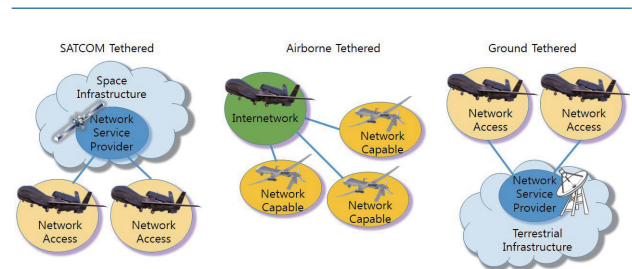 SATCOM Tethered
Space
Infrastructure
Network
Service
Provider
Network
Access
Network
Access
Airborne Tethered
Internetwork
Network
Capable
Network
Capable
Network
Capable
Ground Tethered
Network
Access
Network
Access
Network
Service
Provider
Terrestrial
Infrastructure